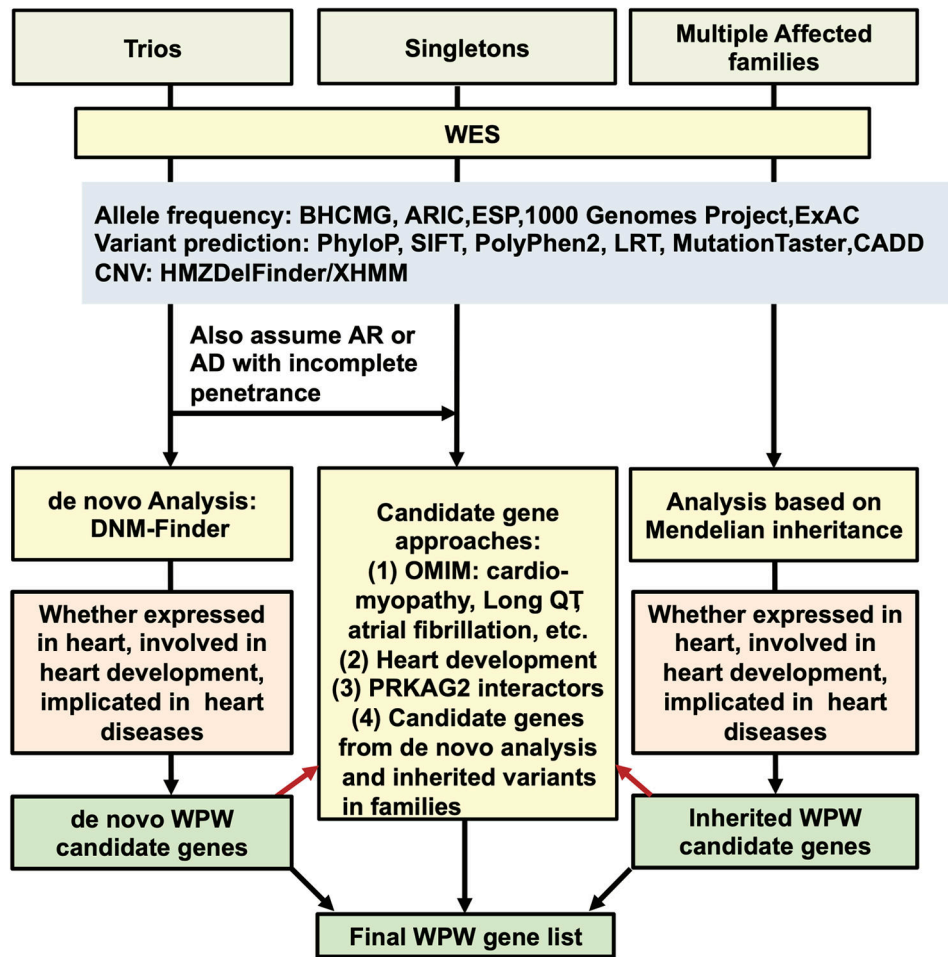 Trios
Singletons
Multiple Affected
families
WES
Allele frequency: BHCMG, ARIC,ESP,1000 Genomes Project,ExAC
Variant prediction: PhyloP, SIFT, PolyPhen2, LRT, MutationTaster,CADD
CNV: HMZDelFinder/XHMM
Also assume AR or
AD with incomplete
penetrance
de novo Analysis:
DNM-Finder
Candidate gene
approaches:
(1) OMIM: cardio-
myopathy, Long QT,
atrial fibrillation, etc.
(2) Heart development
(3) PRKAG2 interactors
(4) Candidate genes
from de novo analysis
and inherited variants
in families
Analysis based on
Mendelian inheritance
Whether expressed
in heart, involved in
heart development,
implicated in heart
diseases
Whether expressed
in heart, involved in
heart development,
implicated in heart
diseases
de novo WPW
candidate genes
Inherited WPW
candidate genes
Final WPW gene list